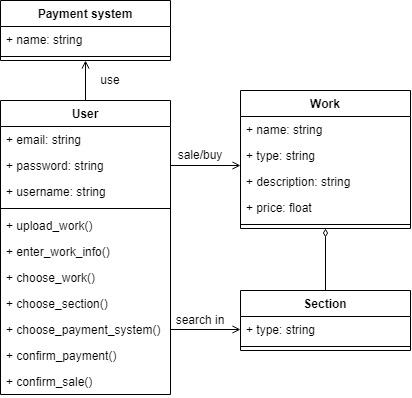 Payment system
+ name: string
use
User
+ email: string
+ password: string
+ username: string
+ upload_work()
+ enter_work_info()
+ choose_work()
+ choose_section()
+ choose_payment_system()
+ confirm_payment()
+ confirm_sale()
sale/buy
search in
Work
+ name: string
+ type: string
+ description: string
+ price: float
Section
+ type: string